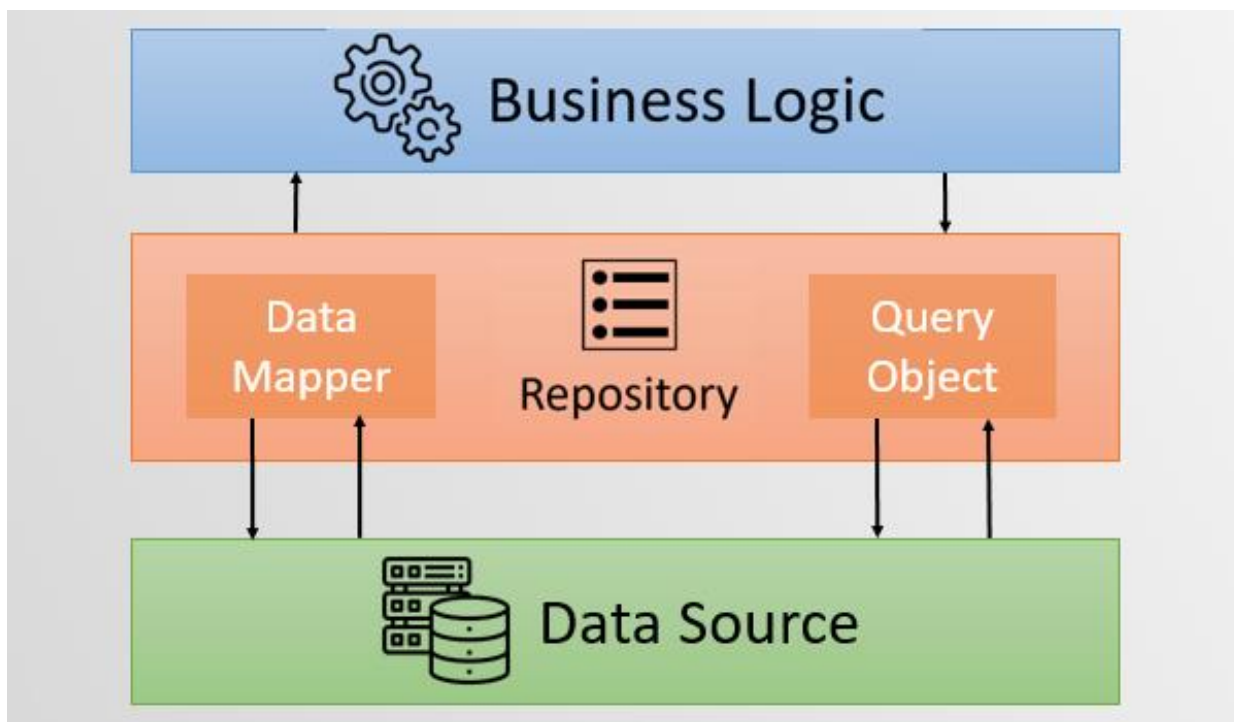 Business Logic
Data
Mapper
Repository
Query
Object
Data Source